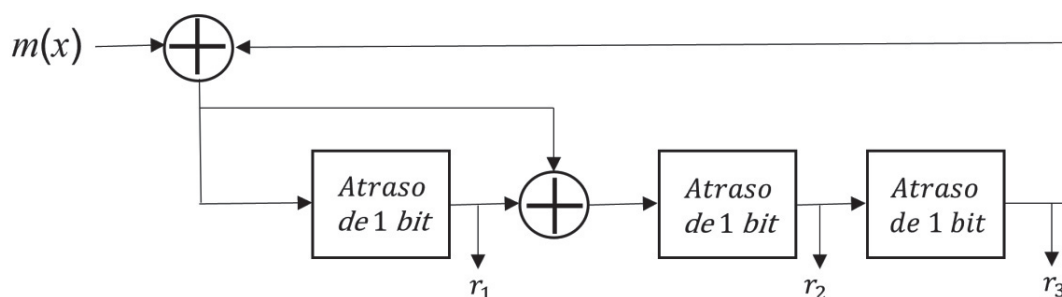 m(x)
Atraso
de 1 bit
Atraso
de 1 bit
Atraso
de 1 bit
r₁
r₂
r₃